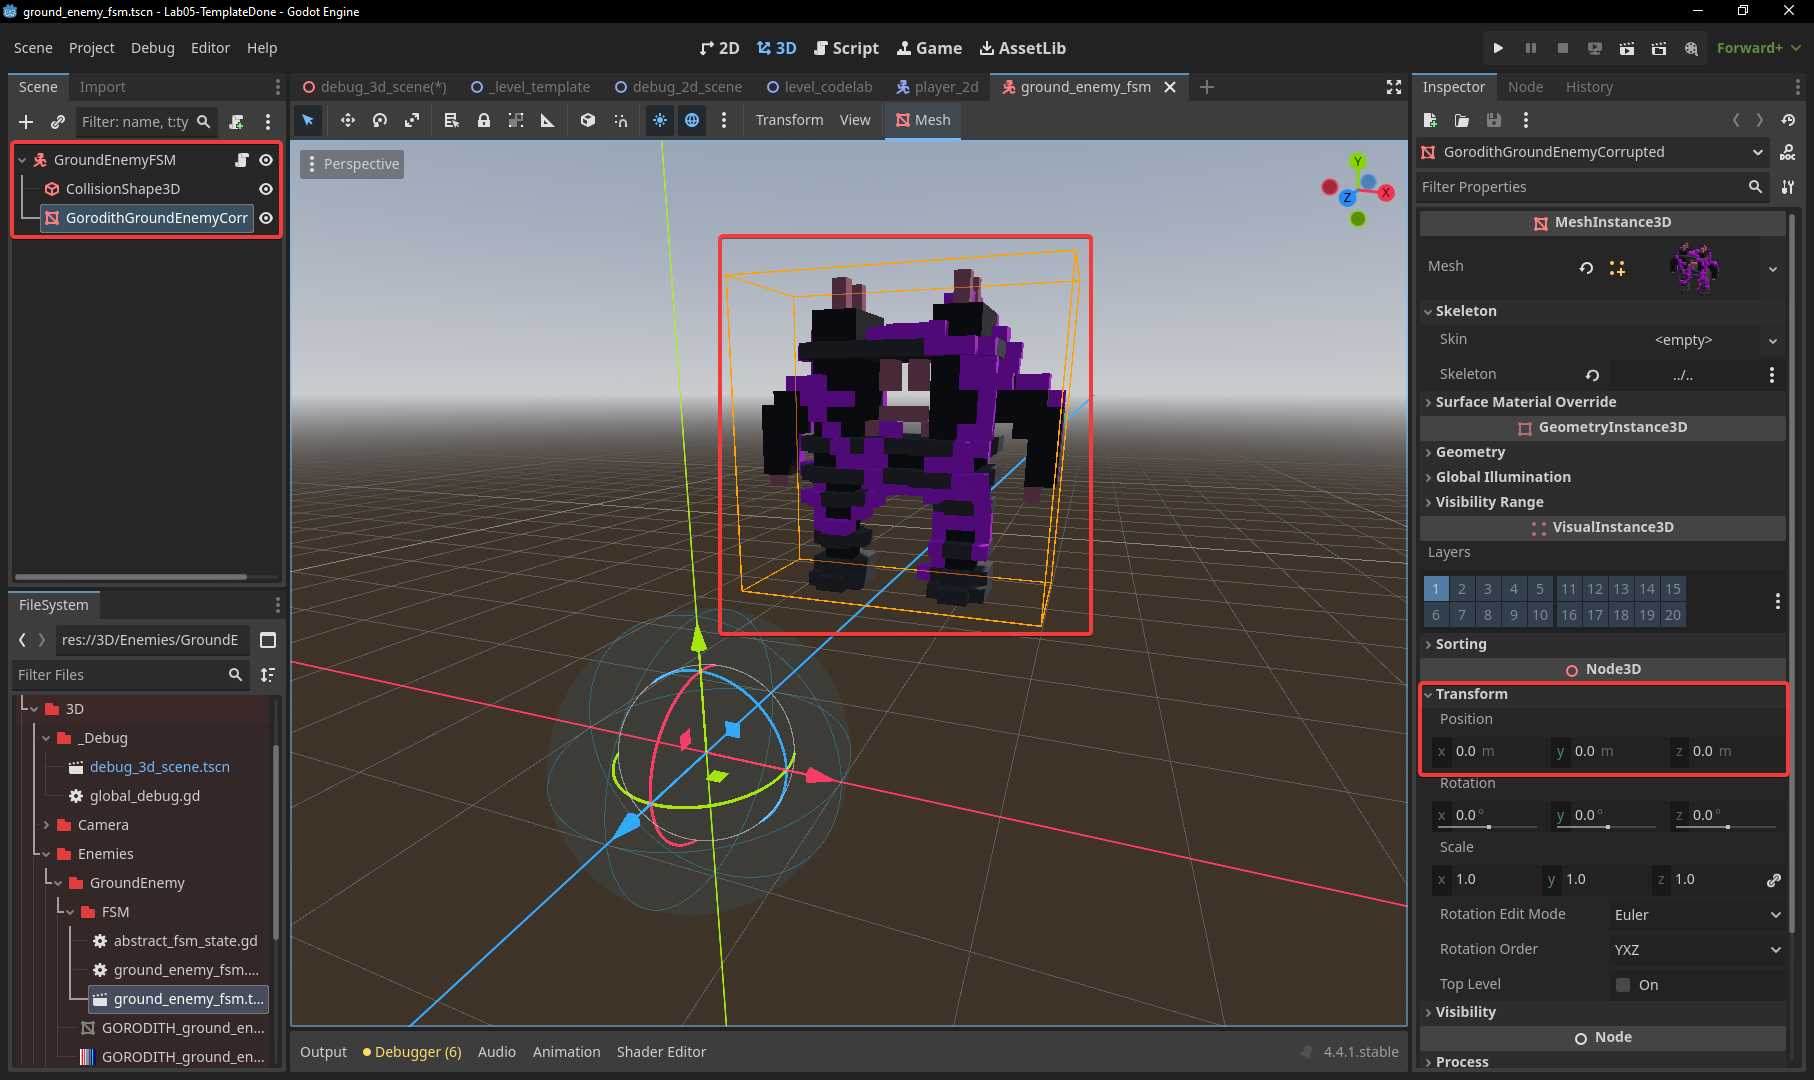 ground_enemy_fsm.tscn - Lab05-TemplateDone - Godot Engine
Scene Project Debug Editor Help
2D 3D Script Game AssetLib
Forward+
Scene Import
Filter: name, t:ty
GroundEnemyFSM
CollisionShape3D
GorodithGroundEnemyCorr
FileSystem
res://3D/Enemies/GroundE
Filter Files
3D
_Debug
debug_3d_scene.tscn
global_debug.gd
Camera
Enemies
GroundEnemy
FSM
abstract_fsm_state.gd
ground_enemy_fsm....
ground_enemy_fsm.t...
GORODITH_ground_en...
GORODITH_ground_en...
debug_3d_scene(*) _level_template debug_2d_scene level_codelab player_2d ground_enemy_fsm
Transform View Mesh
Perspective
Y
X
Z
Output Debugger (6) Audio Animation Shader Editor
4.4.1.stable
Inspector Node History
GorodithGroundEnemyCorrupted
Filter Properties
MeshInstance3D
Mesh
Skeleton
Skin <empty>
Skeleton ../..
Surface Material Override
GeometryInstance3D
Geometry
Global Illumination
Visibility Range
VisualInstance3D
Layers
1 2 3 4 5 11 12 13 14 15
6 7 8 9 10 16 17 18 19 20
Sorting
Node3D
Transform
Position
x 0.0 m y 0.0 m z 0.0 m
Rotation
x 0.0 ° y 0.0 ° z 0.0 °
Scale
x 1.0 y 1.0 z 1.0
Rotation Edit Mode Euler
Rotation Order YXZ
Top Level On
Visibility
Node
Process